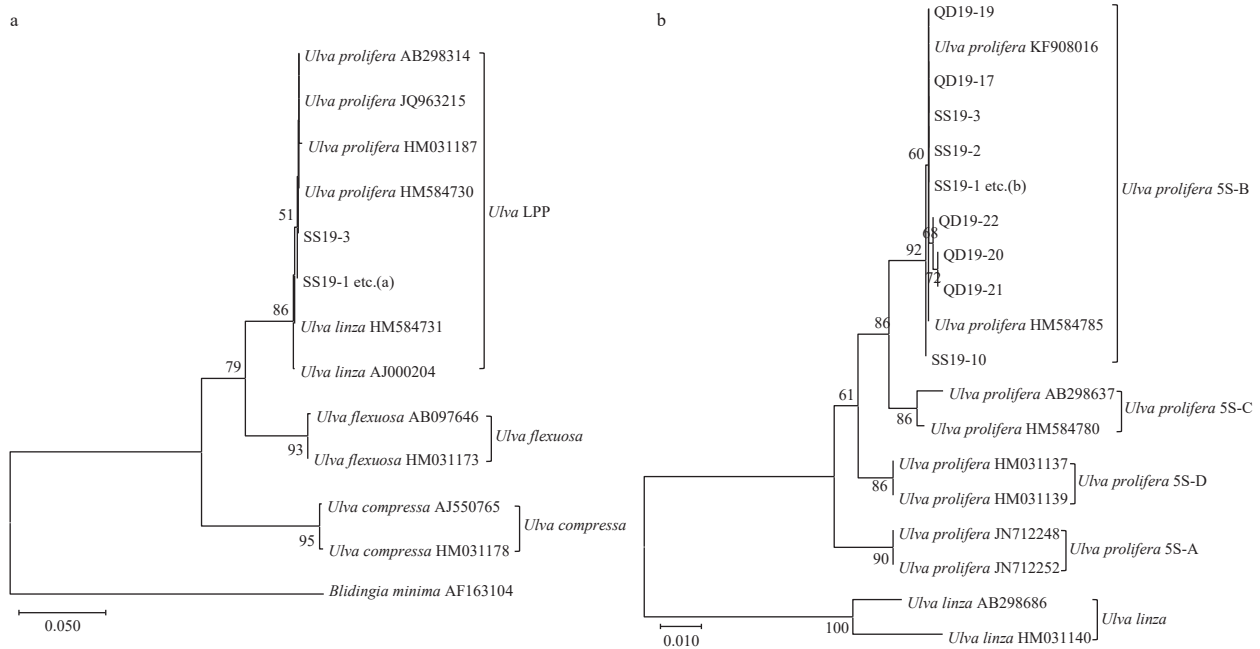 a
Ulva prolifera AB298314
Ulva prolifera JQ963215
Ulva prolifera HM031187
Ulva prolifera HM584730
51
SS19-3
Ulva LPP
SS19-1 etc.(a)
86
Ulva linza HM584731
Ulva linza AJ000204
79
Ulva flexuosa AB097646
Ulva flexuosa
93
Ulva flexuosa HM031173
Ulva compressa AJ550765
Ulva compressa
95
Ulva compressa HM031178
Blidingia minima AF163104
0.050
b
QD19-19
Ulva prolifera KF908016
QD19-17
SS19-3
60
SS19-2
SS19-1 etc.(b)
Ulva prolifera 5S-B
QD19-22
68
92
QD19-20
72
QD19-21
86
Ulva prolifera HM584785
SS19-10
61
Ulva prolifera AB298637
Ulva prolifera 5S-C
86
Ulva prolifera HM584780
Ulva prolifera HM031137
Ulva prolifera 5S-D
86
Ulva prolifera HM031139
Ulva prolifera JN712248
Ulva prolifera 5S-A
90
Ulva prolifera JN712252
Ulva linza AB298686
Ulva linza
100
Ulva linza HM031140
0.010